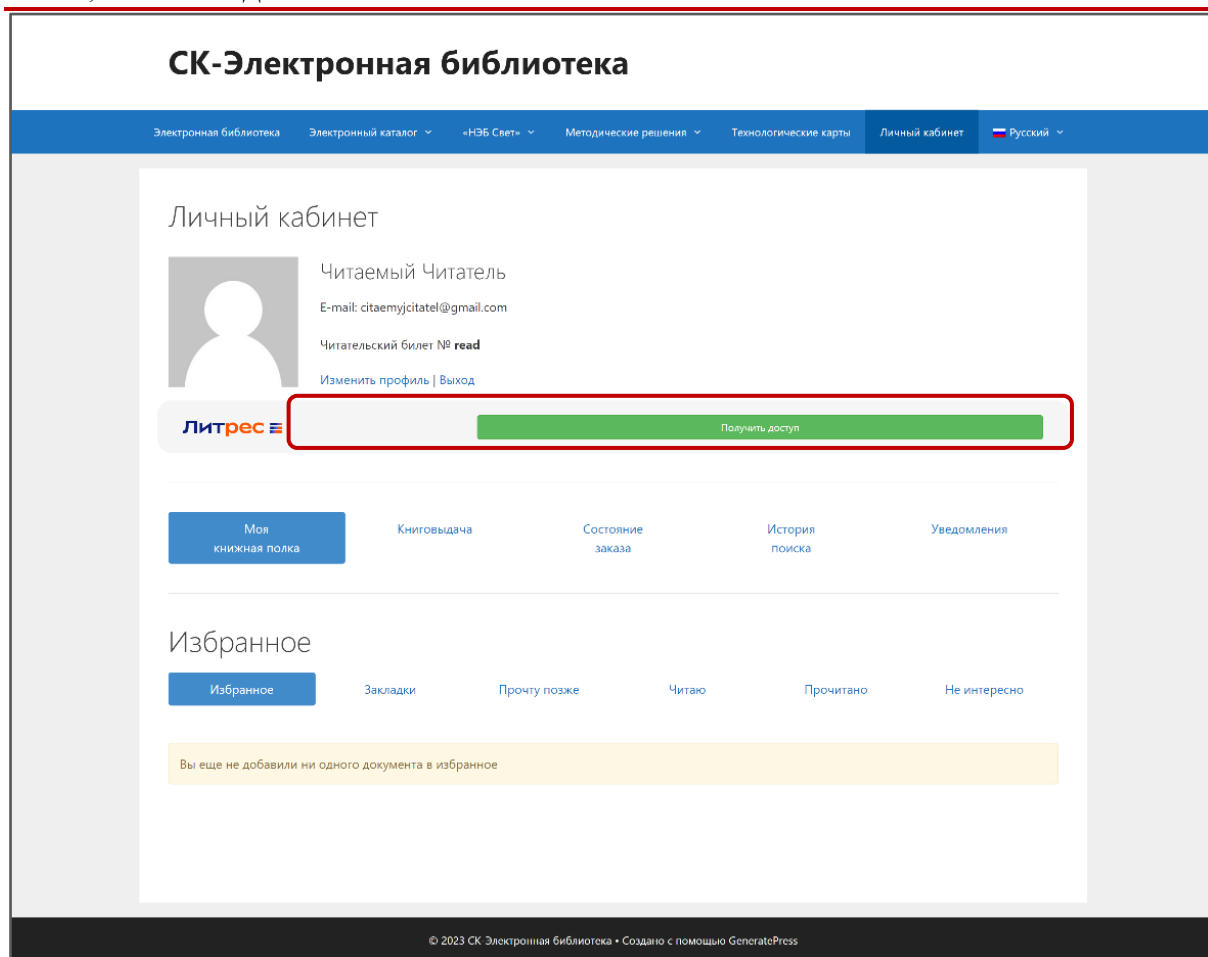 СК-Электронная библиотека
Электронная библиотека Электронный каталог «НЭБ Свет» Методические решения Технологические карты Личный кабинет Русский
Личный кабинет
Читаемый Читатель
E-mail: citaemyjcitatel@gmail.com
Читательский билет № read
Изменить профиль | Выход
Литрес
Получить доступ
Моя
книжная полка
Книговыдача
Состояние
заказа
История
поиска
Уведомления
Избранное
Избранное Закладки Прочту позже Читаю Прочитано Не интересно
Вы еще не добавили ни одного документа в избранное
© 2023 СК-Электронная библиотека • Создано с помощью GeneratePress